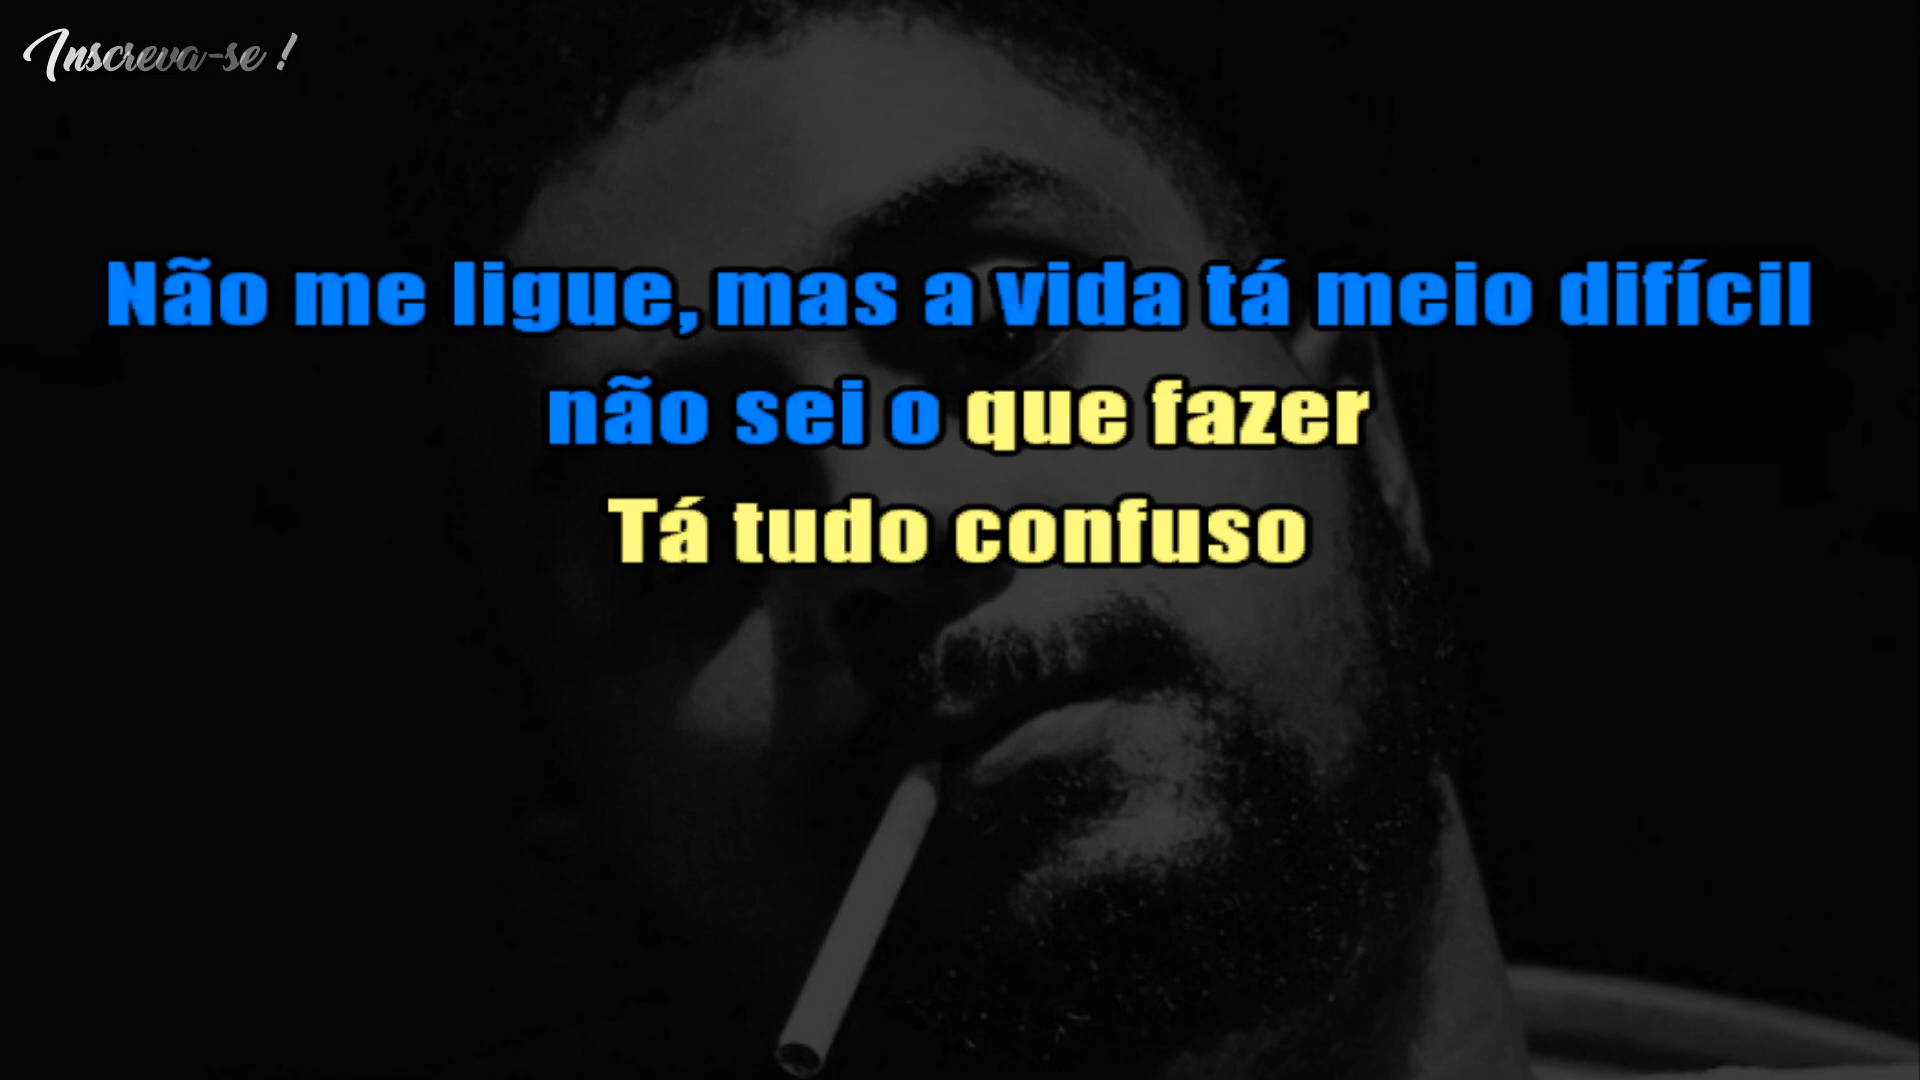 Inscreva-se !
Não me ligue, mas a vida tá meio difícil
não sei o que fazer
Tá tudo confuso